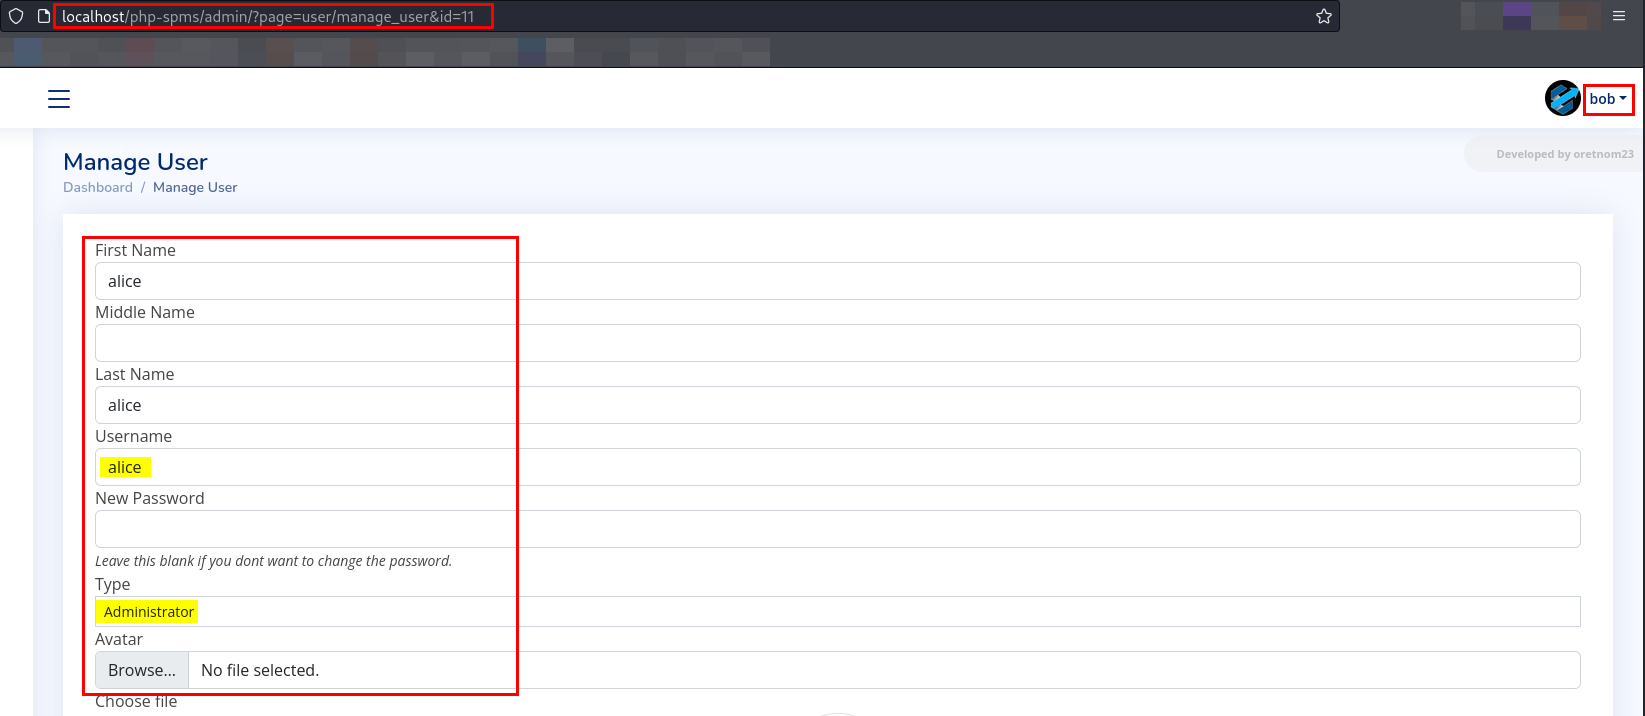 localhost/php-spms/admin/?page=user/manage_user&id=11
bob
Developed by oretnom23
Manage User
Dashboard / Manage User
First Name
alice
Middle Name
Last Name
alice
Username
alice
New Password
Leave this blank if you dont want to change the password.
Type
Administrator
Avatar
Browse... No file selected.
Choose file